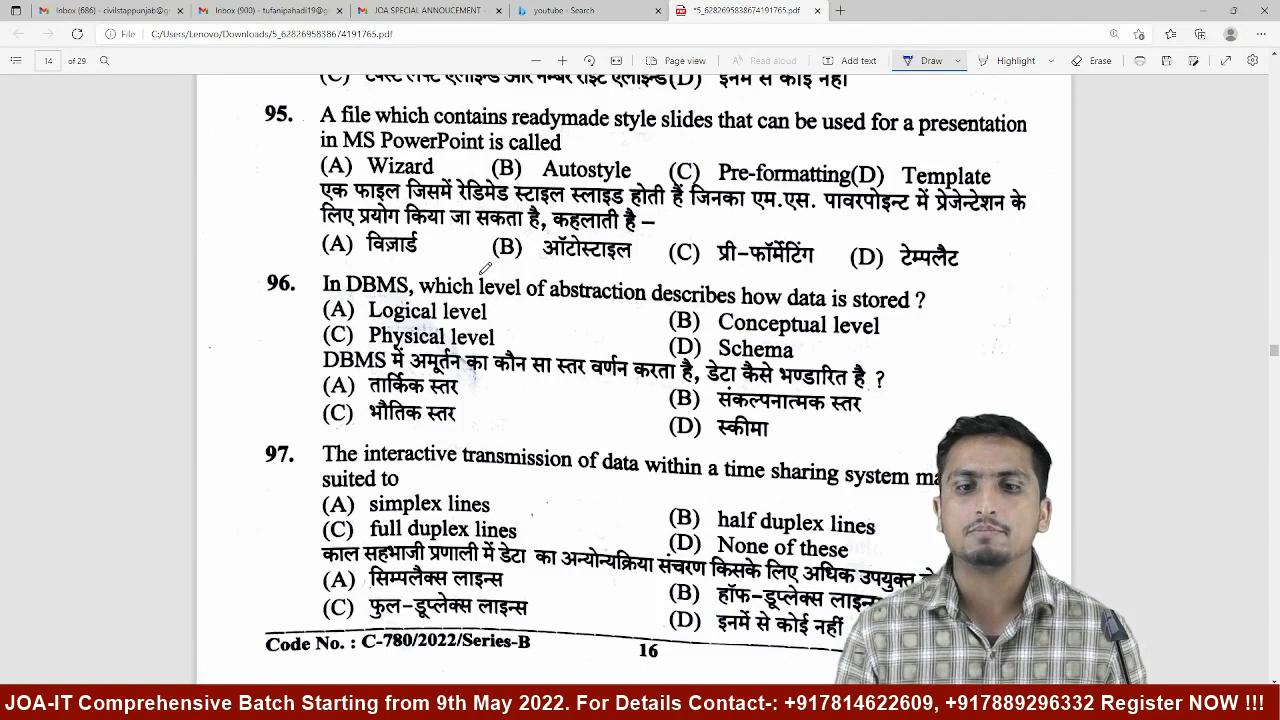 Inbox (686) - civilstappunjab@g
Inbox (900) - tufanipahadi19@g
JOA SPECIAL ANNOUCEMENT -
youtube - Search
*5_6282695838674191765.pdf
File
C:/Users/Lenovo/Downloads/5_6282695838674191765.pdf
14 of 29
Page view
Read aloud
Add text
Draw
Highlight
Erase
(D) इनमें से कोई नहीं
95. A file which contains readymade style slides that can be used for a presentation
in MS PowerPoint is called
(A) Wizard (B) Autostyle (C) Pre-formatting (D) Template
एक फाइल जिसमें रेडिमेड स्टाइल स्लाइड होती हैं जिनका एम.एस. पावरपोइन्ट में प्रेजेन्टेशन के
लिए प्रयोग किया जा सकता है, कहलाती है –
(A) विज़ार्ड (B) ऑटोस्टाइल (C) प्री-फॉर्मेटिंग (D) टेम्पलैट
96. In DBMS, which level of abstraction describes how data is stored ?
(A) Logical level (B) Conceptual level
(C) Physical level (D) Schema
DBMS में अमूर्तन का कौन सा स्तर वर्णन करता है, डेटा कैसे भण्डारित है ?
(A) तार्किक स्तर (B) संकल्पनात्मक स्तर
(C) भौतिक स्तर (D) स्कीमा
97. The interactive transmission of data within a time sharing system
suited to
(A) simplex lines (B) half duplex lines
(C) full duplex lines (D) None of these
काल सहभाजी प्रणाली में डेटा का अन्योन्यक्रिया संचरण किसके लिए अधिक उपयुक्त
(A) सिम्पलैक्स लाइन्स (B) हॉफ-डूप्लेक्स
(C) फुल-डूप्लेक्स लाइन्स (D) इनमें से कोई नहीं
Code No. : C-780/2022/Series-B 16
JOA-IT Comprehensive Batch Starting from 9th May 2022. For Details Contact-: +917814622609, +917889296332 Register NOW !!!